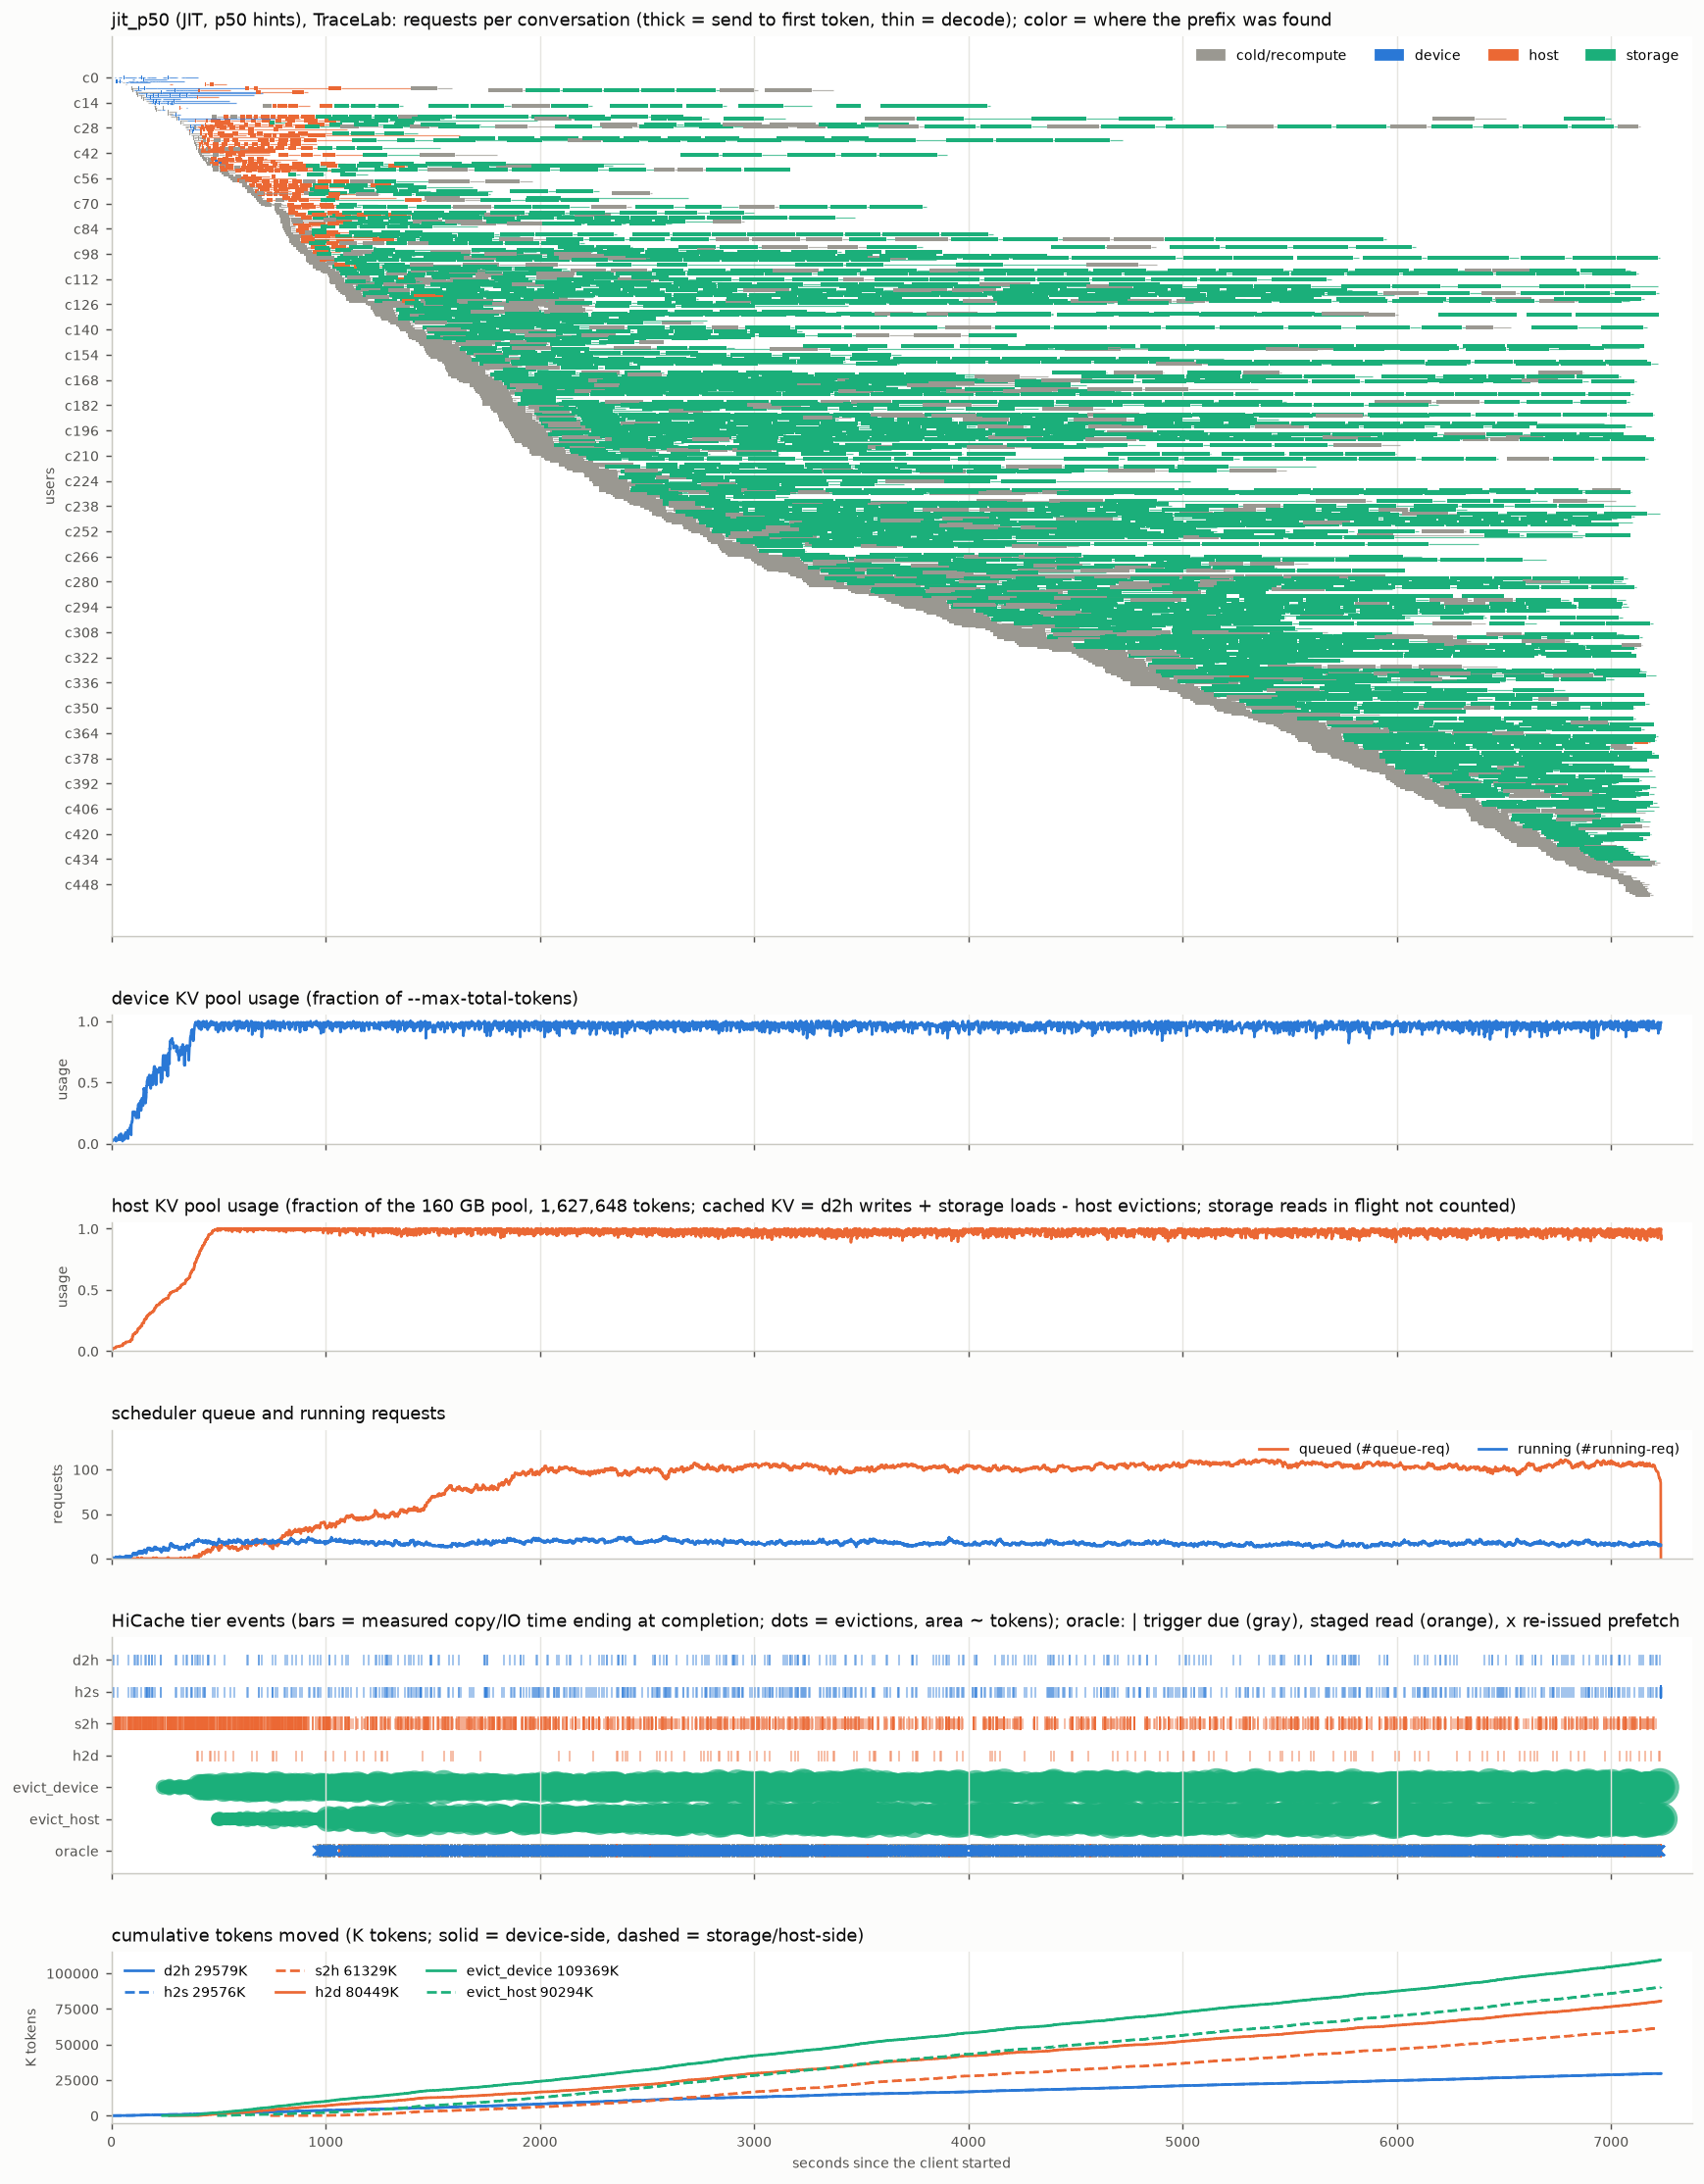 jit_p50 (JIT, p50 hints), TraceLab: requests per conversation (thick = send to first token, thin = decode); color = where the prefix was found
cold/recompute device host storage
c0
c14
c28
c42
c56
c70
c84
c98
c112
c126
c140
c154
c168
c182
c196
c210
c224
c238
c252
c266
c280
c294
c308
c322
c336
c350
c364
c378
c392
c406
c420
c434
c448
users
device KV pool usage (fraction of --max-total-tokens)
1.0
0.5
0.0
usage
host KV pool usage (fraction of the 160 GB pool, 1,627,648 tokens; cached KV = d2h writes + storage loads - host evictions; storage reads in flight not counted)
1.0
0.5
0.0
usage
scheduler queue and running requests
queued (#queue-req) running (#running-req)
100
50
0
requests
HiCache tier events (bars = measured copy/IO time ending at completion; dots = evictions, area ~ tokens); oracle: | trigger due (gray), staged read (orange), x re-issued prefetch
d2h
h2s
s2h
h2d
evict_device
evict_host
oracle
cumulative tokens moved (K tokens; solid = device-side, dashed = storage/host-side)
d2h 29579K s2h 61329K evict_device 109369K
h2s 29576K h2d 80449K evict_host 90294K
100000
75000
50000
25000
0
K tokens
0 1000 2000 3000 4000 5000 6000 7000
seconds since the client started